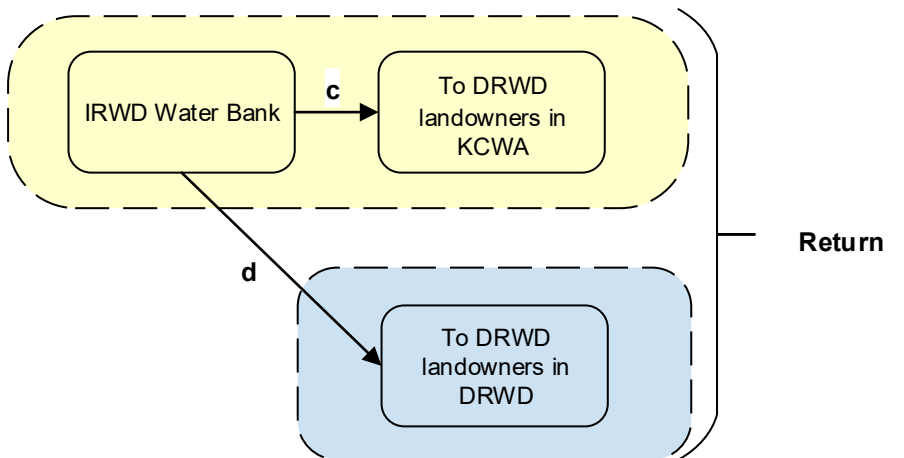 IRWD Water Bank
c
To DRWD
landowners in
KCWA
Return
d
To DRWD
landowners in
DRWD